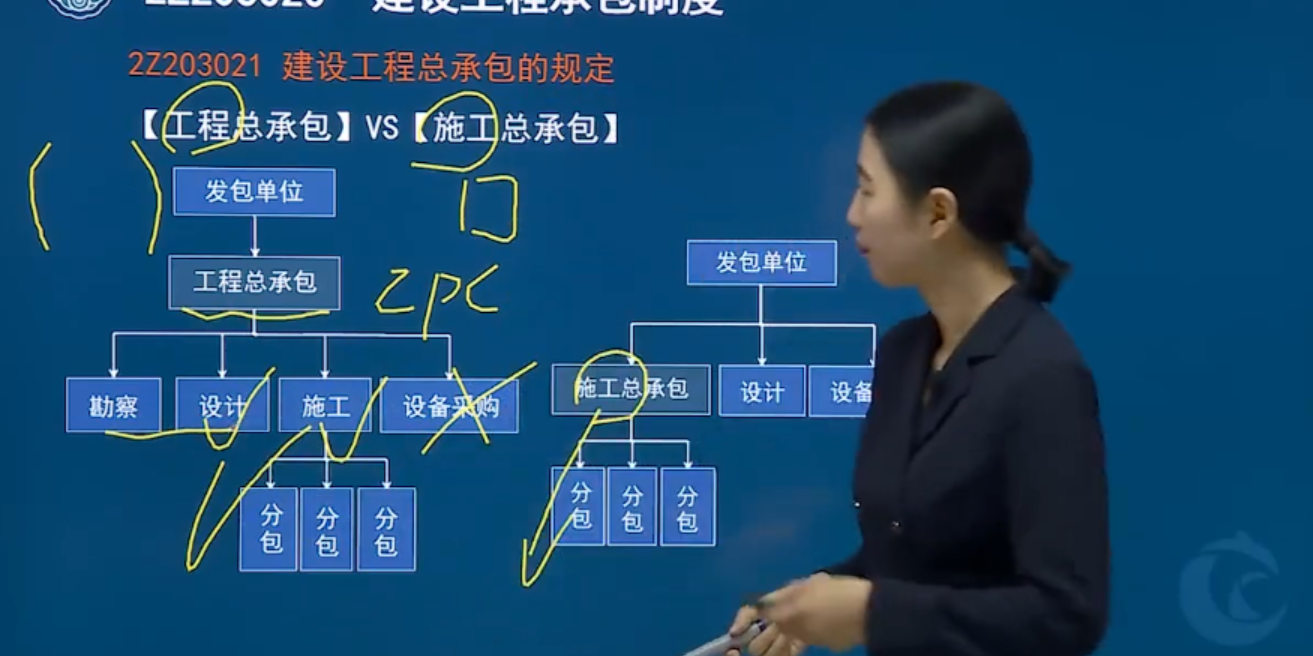 2Z203020 建设工程承包制度
2Z203021 建设工程总承包的规定
【工程总承包】VS【施工总承包】
发包单位
工程总承包
EPC
勘察 设计 施工 设备采购
分包 分包 分包
发包单位
施工总承包 设计 设备
分包 分包 分包